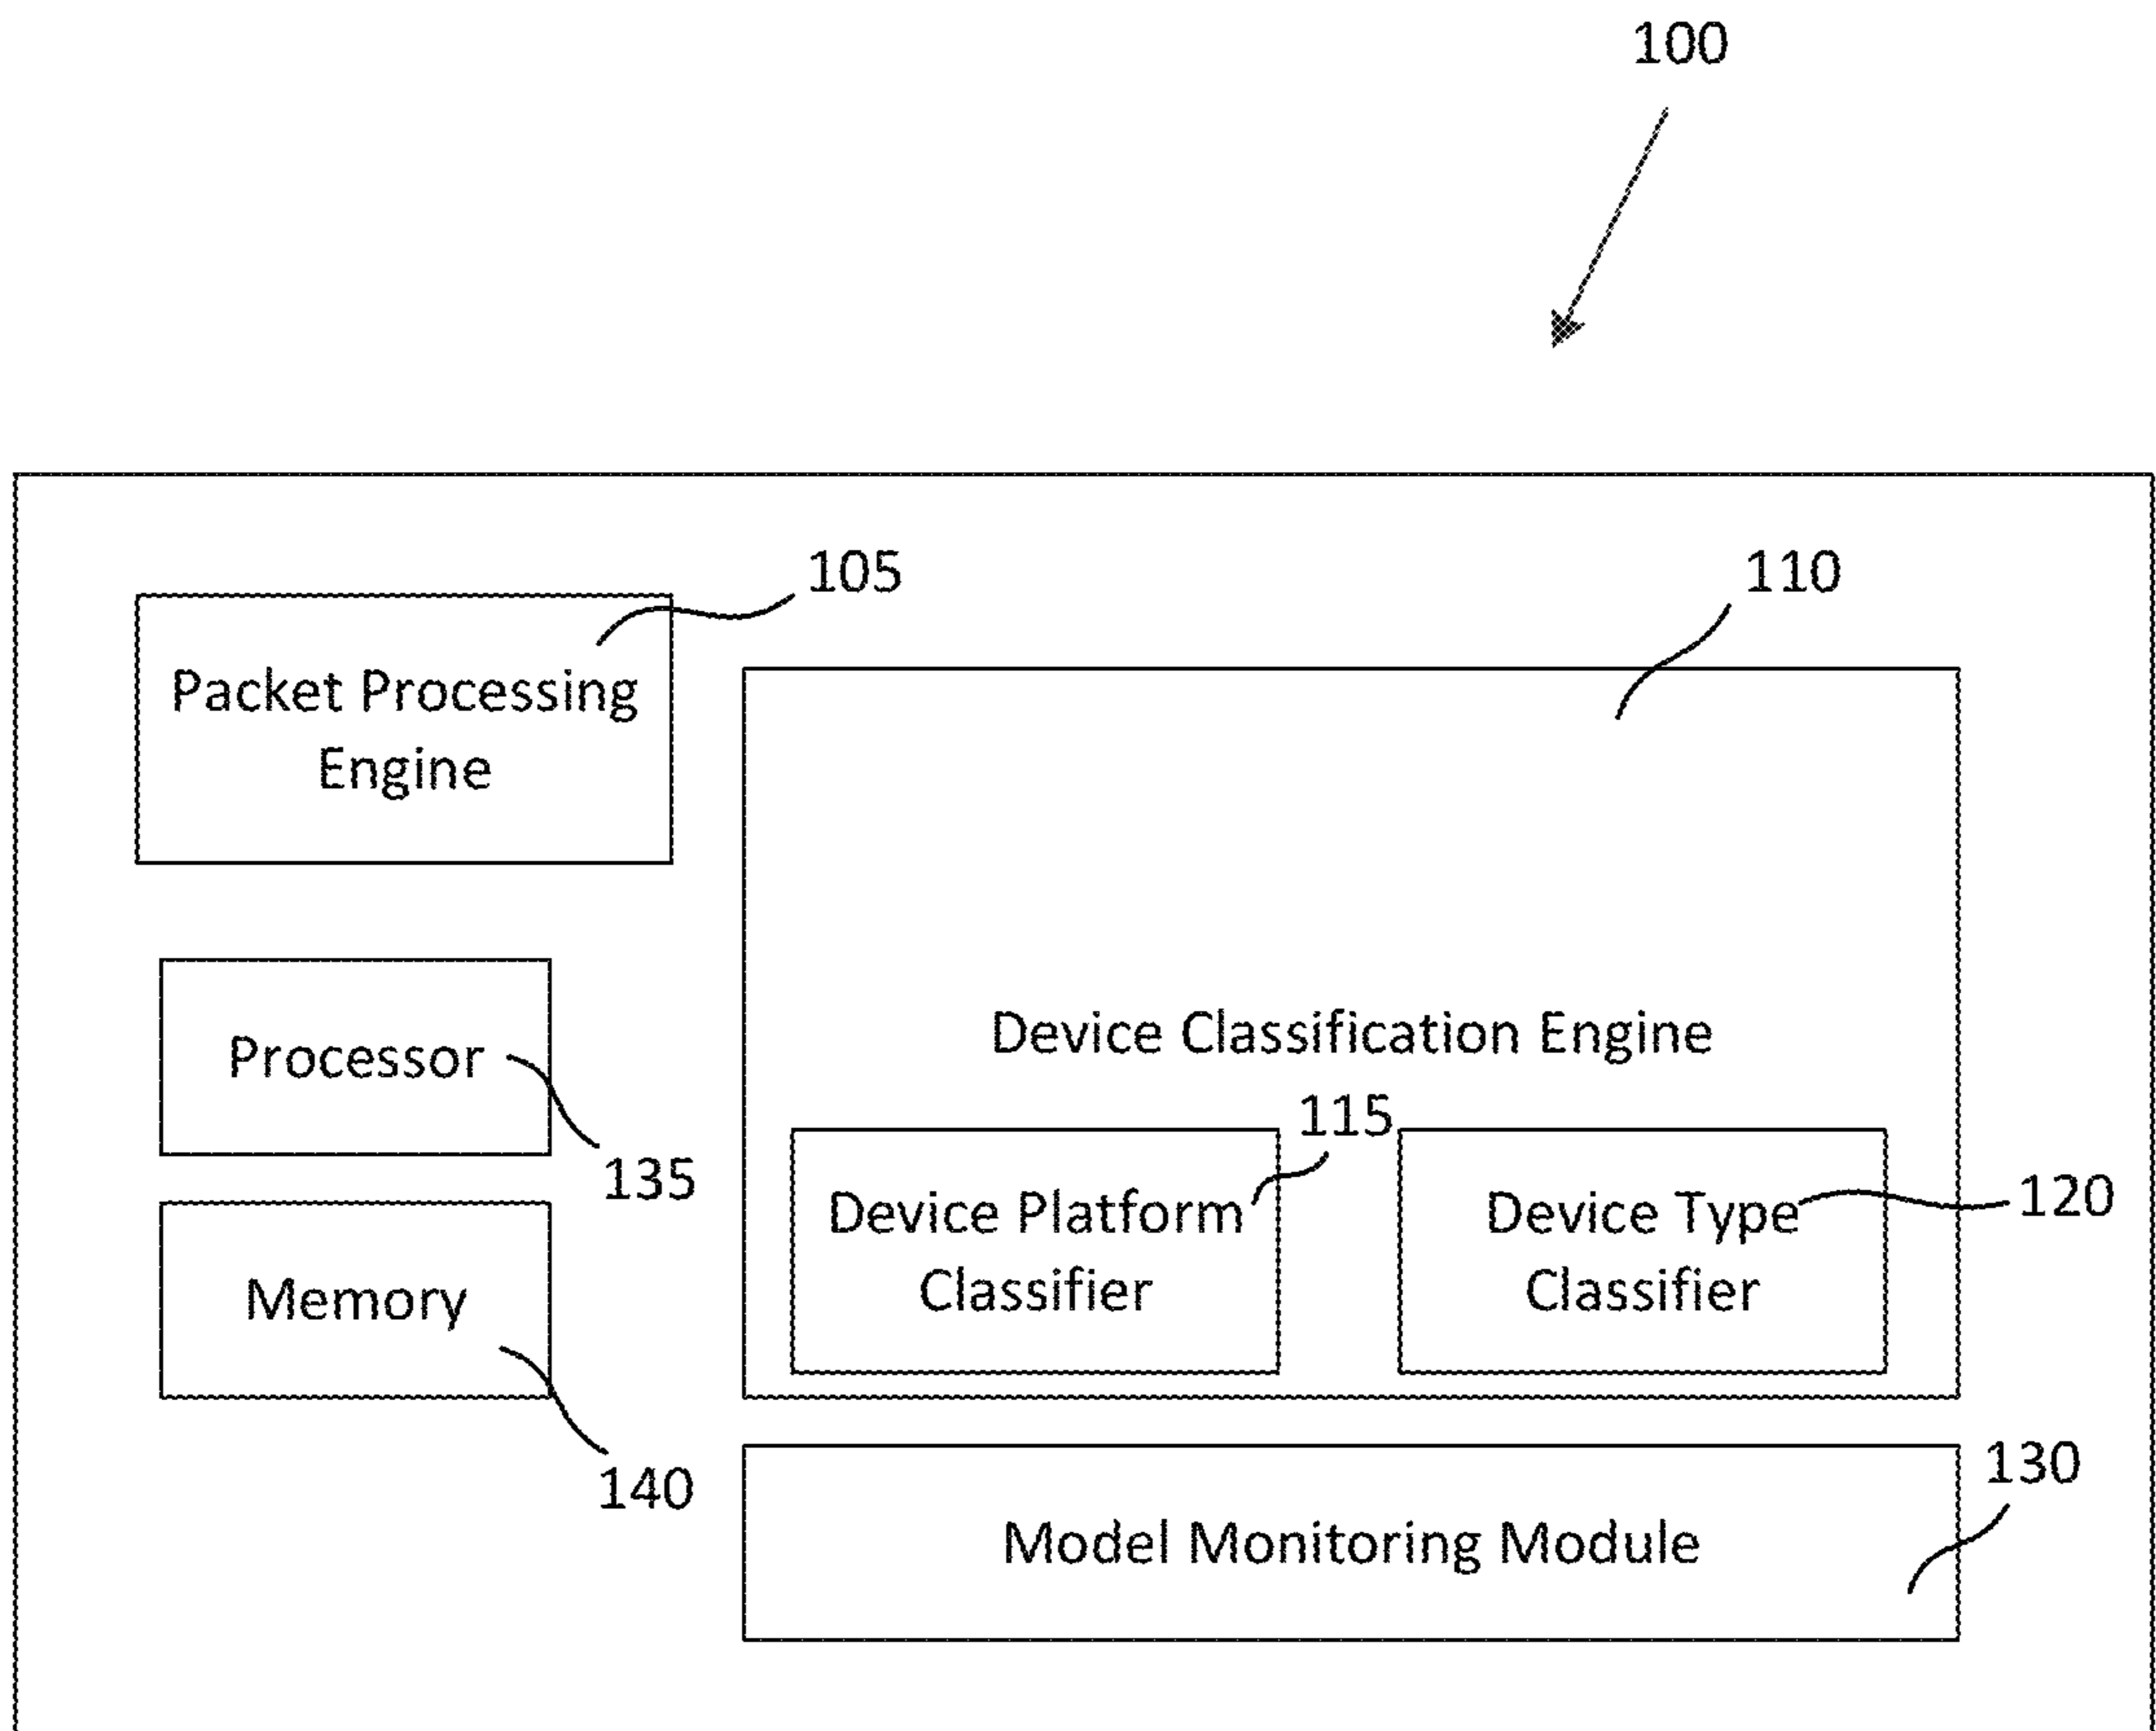 100
105
110
Packet Processing
Engine
Device Classification Engine
Processor
135
115
Device Platform
Classifier
Device Type
Classifier
120
Memory
140
130
Model Monitoring Module